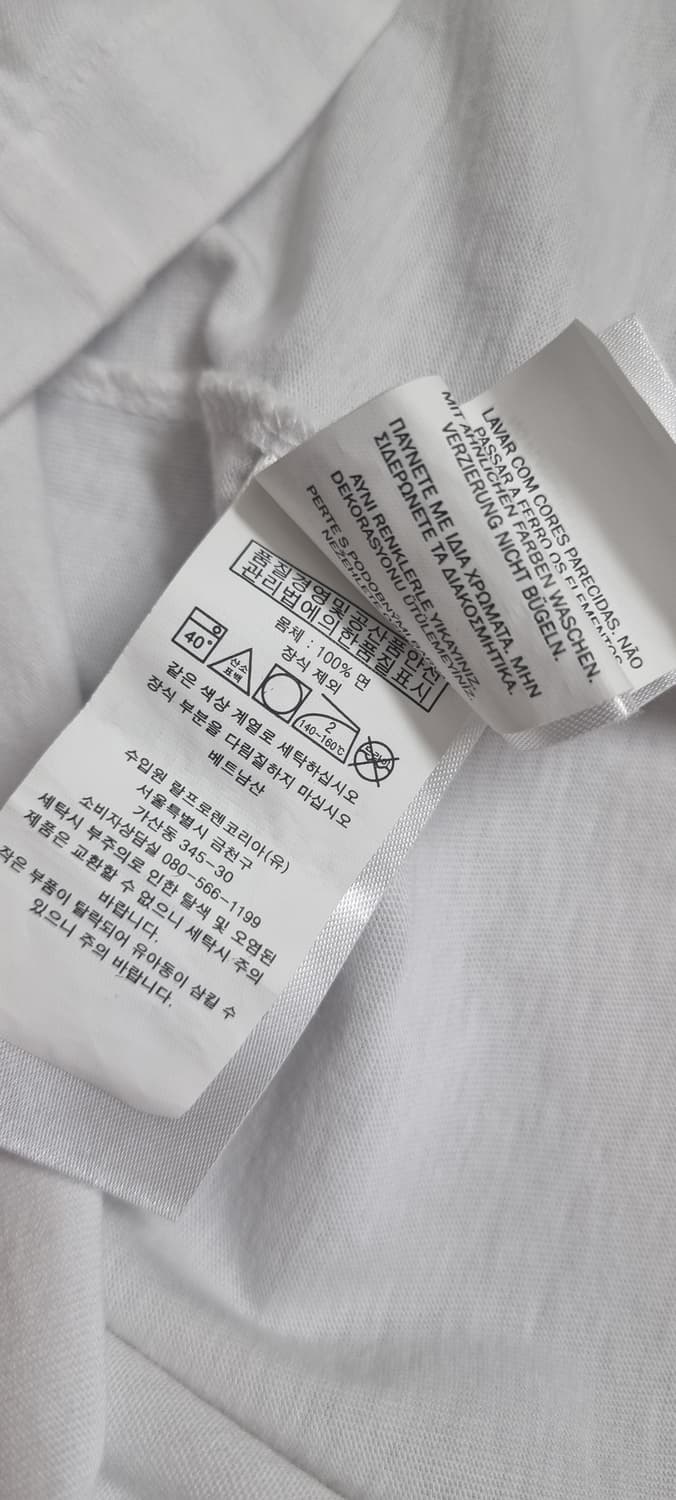 품질경영및공산품안전
관리법에의한품질표시
몸체 : 100% 면
장식 제외
40°
산소
표백
2
140~160℃
드라이
같은 색상 계열로 세탁하십시오
장식 부분을 다림질하지 마십시오
베트남산
수입원 랄프로렌코리아(유)
서울특별시 금천구
가산동 345-30
소비자상담실 080-566-1199
세탁시 부주의로 인한 탈색 및 오염된
제품은 교환할 수 없으니 세탁시 주의
바랍니다.
작은 부품이 탈락되어 유아동이 삼킬 수
있으니 주의 바랍니다.
LAVAR COM CORES PARECIDAS, NÃO
PASSAR A FERRO OS ELEMENTOS
MIT ÄHNLICHEN FARBEN WASCHEN.
VERZIERUNG NICHT BÜGELN.
ΠΛΥΝΕΤΕ ΜΕ ΙΔΙΑ ΧΡΩΜΑΤΑ. ΜΗΝ
ΣΙΔΕΡΩΝΕΤΕ ΤΑ ΔΙΑΚΟΣΜΗΤΙΚΑ.
AYNI RENKLERLE YIKAYINIZ.
DEKORASYONU ÜTÜLEMEYİNİZ.
PERTE S PODOBNÝMI